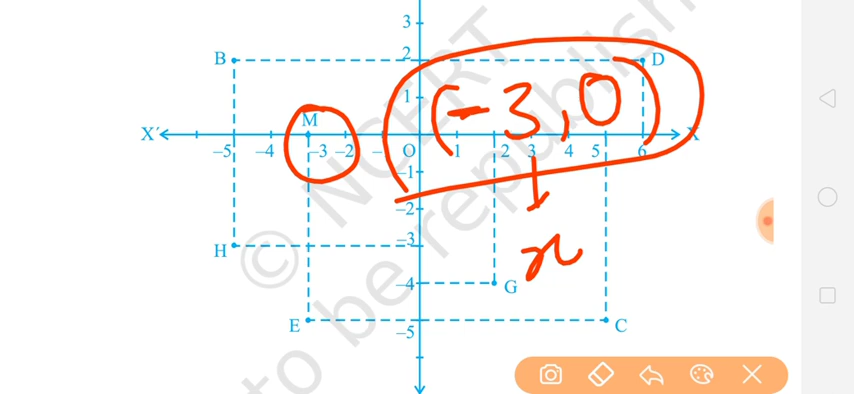 3
B 2 D
1 (-3,0)
M
X′ X
-5 -4 -3 -2 - O 1 2 3 4 5 6
-1
-2
x
H -3
-4 G
E C
-5
© NCERT
to be republish